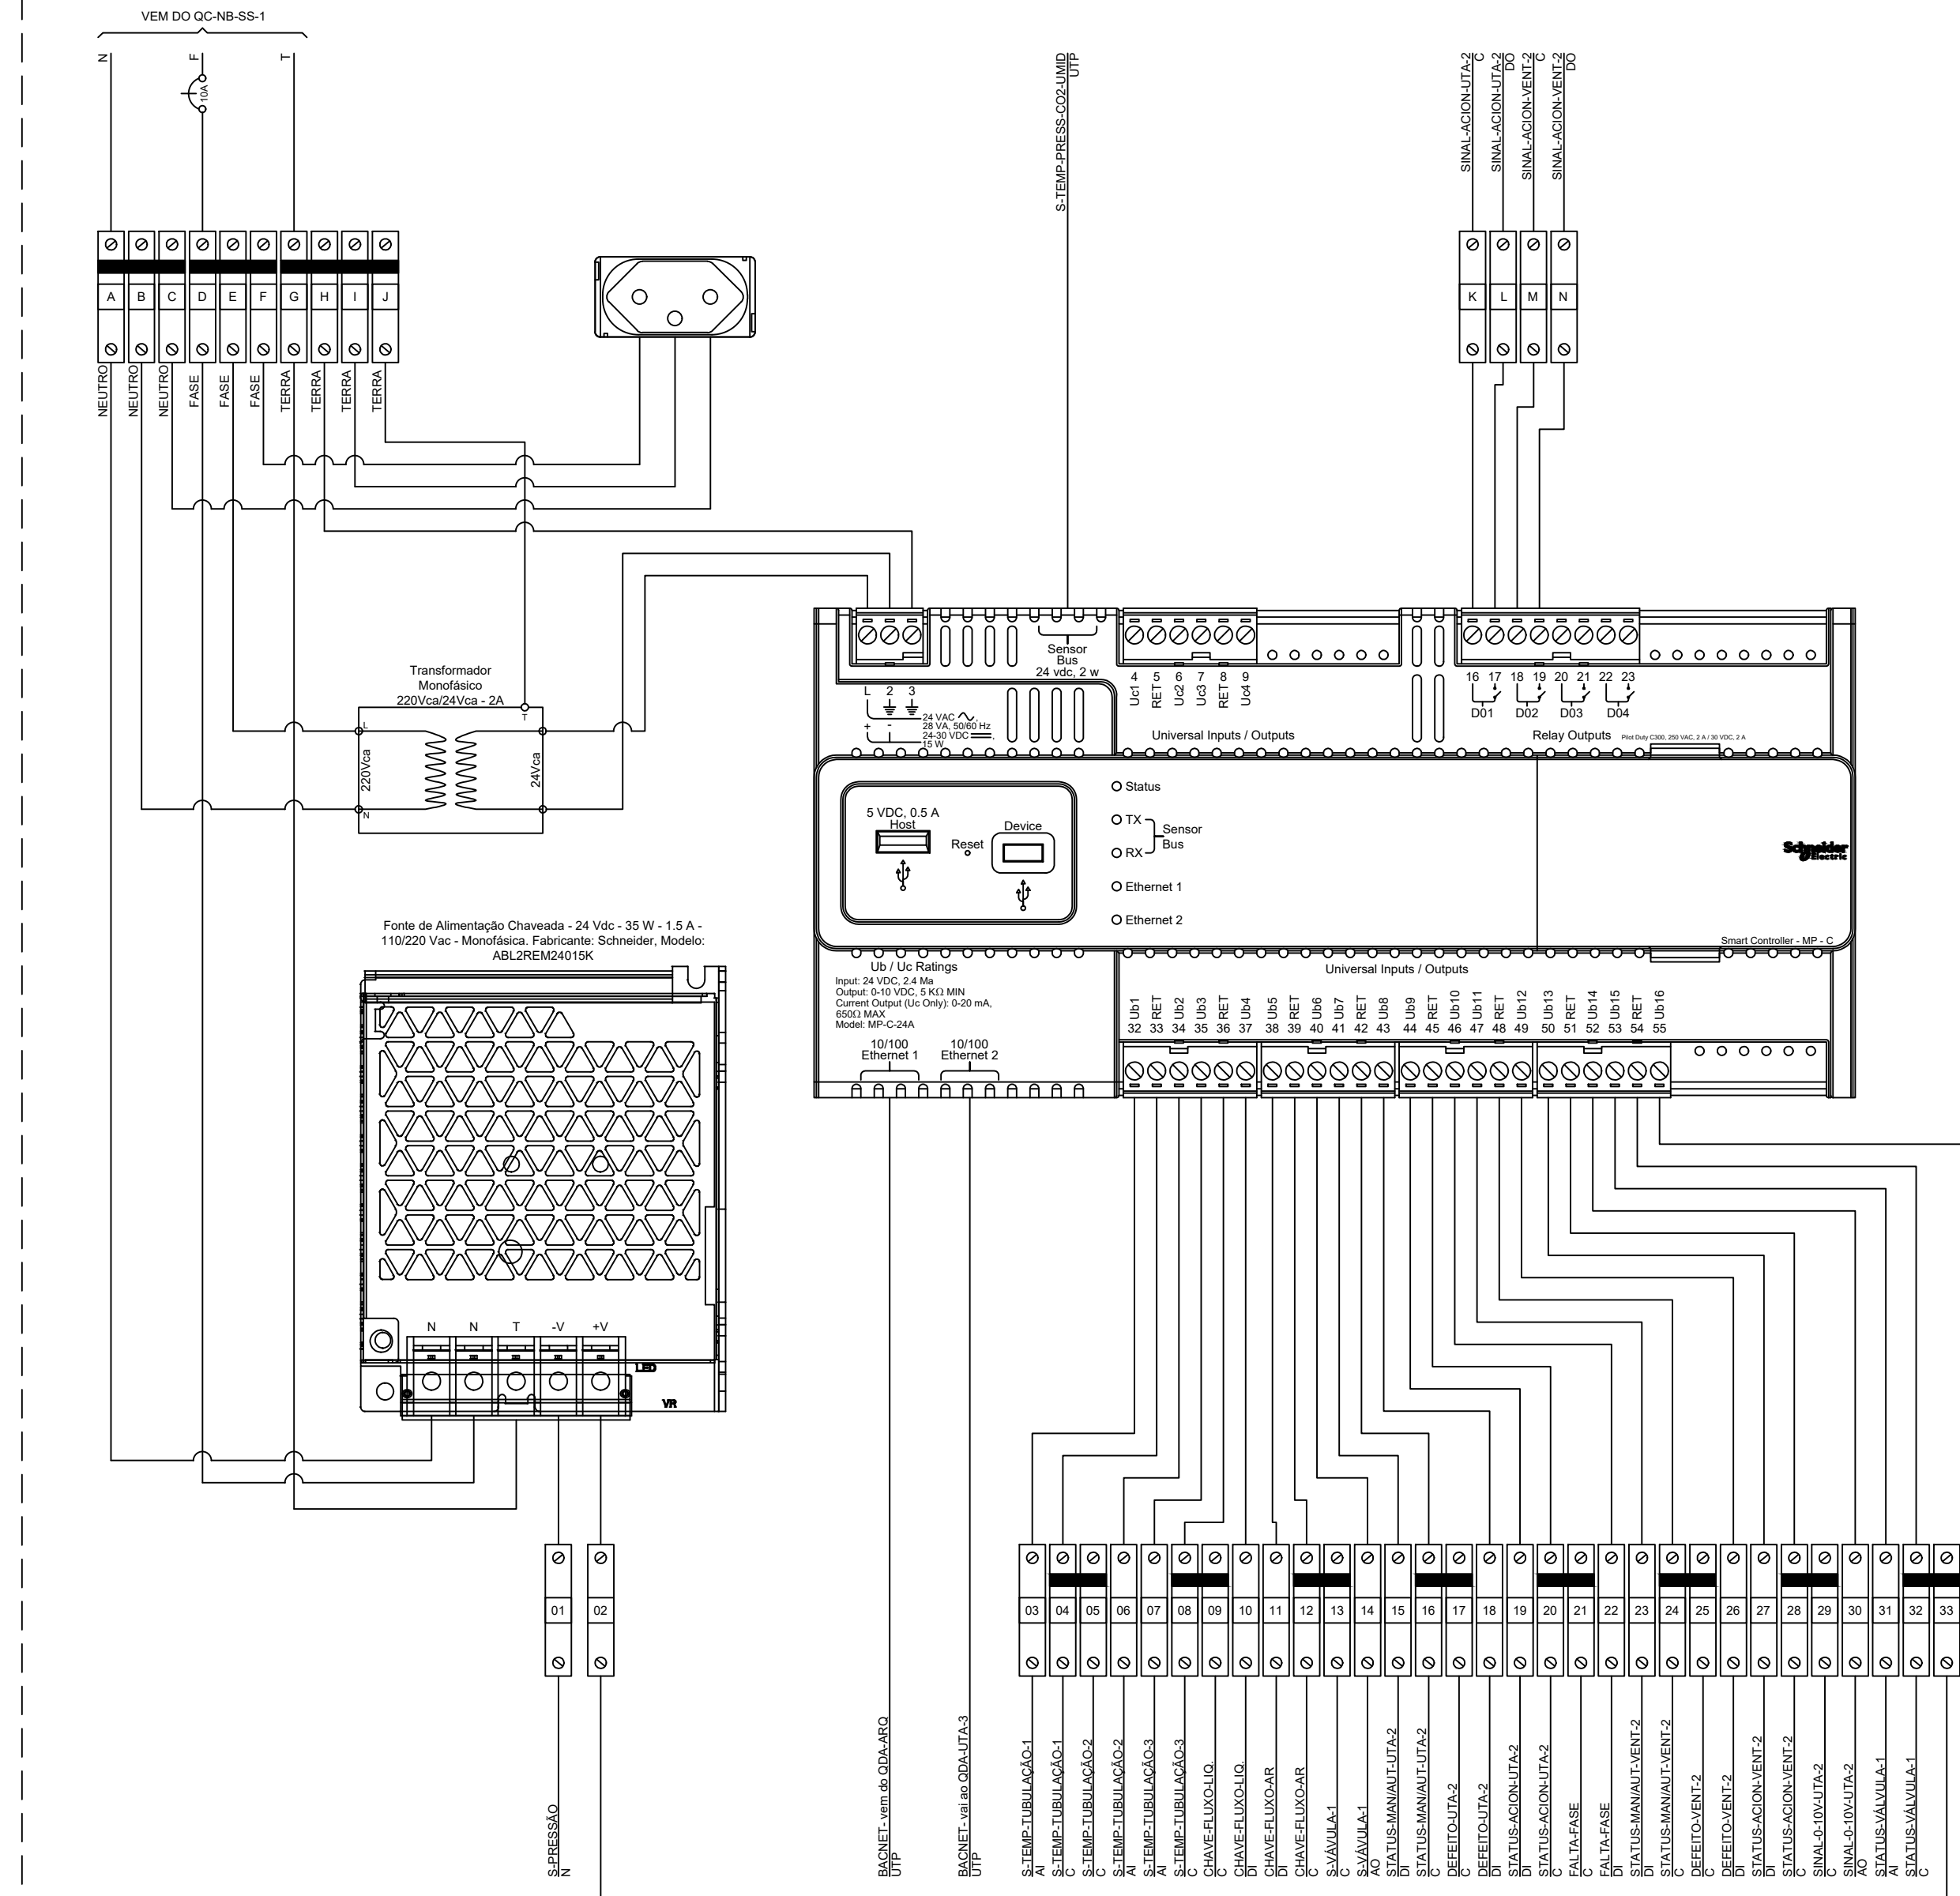 VEM DO QC-NB-SS-1
N
F
T
10A
S-TEMP-PRESS-CO2-UMID
UTP
SINAL-ACION-UTA-2
C
SINAL-ACION-UTA-2
DO
SINAL-ACION-VENT-2
C
SINAL-ACION-VENT-2
DO
A B C D E F G H I J
K L M N
NEUTRO
NEUTRO
NEUTRO
FASE
FASE
FASE
TERRA
TERRA
TERRA
TERRA
Transformador
Monofásico
220Vca/24Vca - 2A
T
L
N
220Vca
24Vca
Sensor
Bus
24 vdc, 2 w
L 2 3
+ -
24 VAC
28 VA, 50/60 Hz
24-30 VDC
15 W
4 5 6 7 8 9
Uc1 RET Uc2 Uc3 RET Uc4
Universal Inputs / Outputs
16 17 18 19 20 21 22 23
D01 D02 D03 D04
Relay Outputs
Pilot Duty C300, 250 VAC, 2 A / 30 VDC, 2 A
5 VDC, 0.5 A
Host
Reset
Device
Status
TX
RX
Sensor
Bus
Ethernet 1
Ethernet 2
Schneider
Electric
Smart Controller - MP - C
Ub / Uc Ratings
Input: 24 VDC, 2.4 Ma
Output: 0-10 VDC, 5 KΩ MIN
Current Output (Uc Only): 0-20 mA,
650Ω MAX
Model: MP-C-24A
10/100
Ethernet 1
10/100
Ethernet 2
Universal Inputs / Outputs
Ub1 RET Ub2 Ub3 RET Ub4 Ub5 RET Ub6 Ub7 RET Ub8 Ub9 RET Ub10 Ub11 RET Ub12 Ub13 RET Ub14 Ub15 RET Ub16
32 33 34 35 36 37 38 39 40 41 42 43 44 45 46 47 48 49 50 51 52 53 54 55
Fonte de Alimentação Chaveada - 24 Vdc - 35 W - 1.5 A -
110/220 Vac - Monofásica. Fabricante: Schneider, Modelo:
ABL2REM24015K
N N T -V +V
LED
VR
01 02
03 04 05 06 07 08 09 10 11 12 13 14 15 16 17 18 19 20 21 22 23 24 25 26 27 28 29 30 31 32 33
S-PRESSÃO
N
BACNET- vem do QDA-ARQ
UTP
BACNET- vai ao QDA-UTA-3
UTP
S-TEMP-TUBULAÇÃO-1
AI
S-TEMP-TUBULAÇÃO-1
C
S-TEMP-TUBULAÇÃO-2
C
S-TEMP-TUBULAÇÃO-2
AI
S-TEMP-TUBULAÇÃO-3
AI
S-TEMP-TUBULAÇÃO-3
C
CHAVE-FLUXO-LIQ.
C
CHAVE-FLUXO-LIQ.
DI
CHAVE-FLUXO-AR
DI
CHAVE-FLUXO-AR
C
S-VÁVULA-1
C
S-VÁVULA-1
AO
STATUS-MAN/AUT-UTA-2
DI
STATUS-MAN/AUT-UTA-2
C
DEFEITO-UTA-2
C
DEFEITO-UTA-2
DI
STATUS-ACION-UTA-2
DI
STATUS-ACION-UTA-2
C
FALTA-FASE
C
FALTA-FASE
DI
STATUS-MAN/AUT-VENT-2
DI
STATUS-MAN/AUT-VENT-2
C
DEFEITO-VENT-2
C
DEFEITO-VENT-2
DI
STATUS-ACION-VENT-2
DI
STATUS-ACION-VENT-2
C
SINAL-0-10V-UTA-2
C
SINAL-0-10V-UTA-2
AO
STATUS-VÁLVULA-1
AI
STATUS-VÁLVULA-1
C